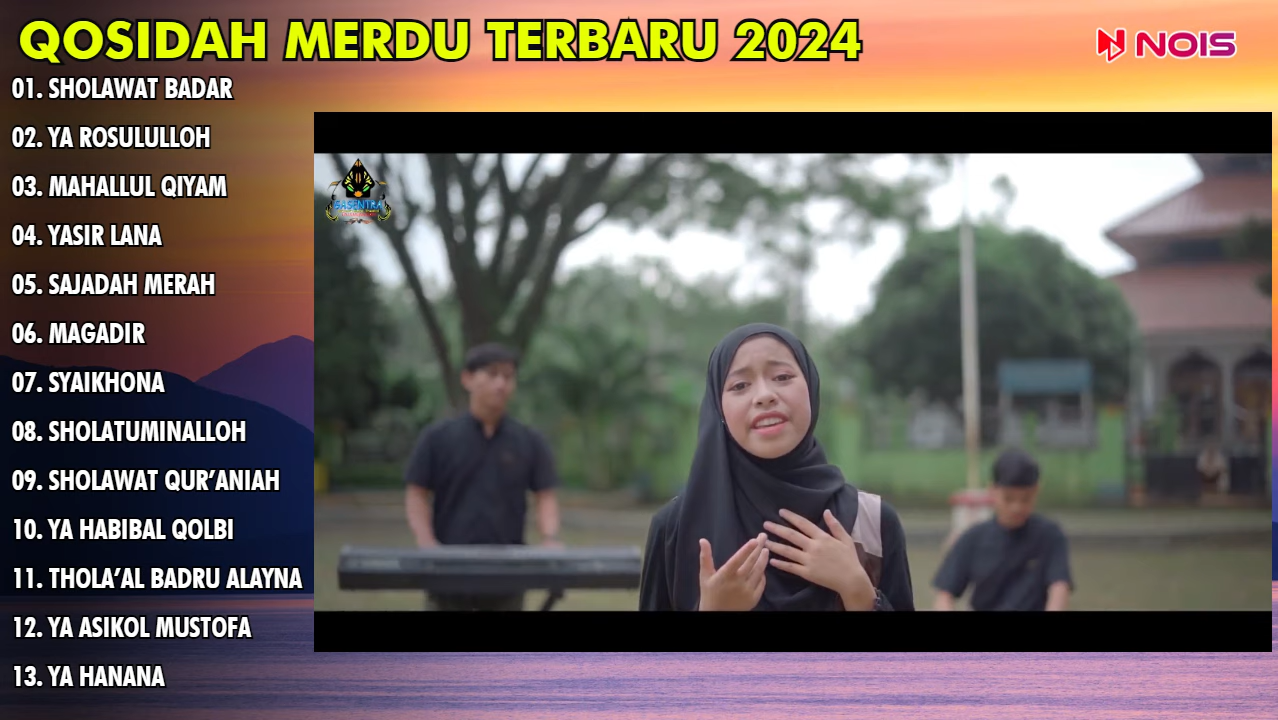 QOSIDAH MERDU TERBARU 2024
NOIS
01. SHOLAWAT BADAR
02. YA ROSULULLOH
03. MAHALLUL QIYAM
04. YASIR LANA
05. SAJADAH MERAH
06. MAGADIR
07. SYAIKHONA
08. SHOLATUMINALLOH
09. SHOLAWAT QUR’ANIAH
10. YA HABIBAL QOLBI
11. THOLA’AL BADRU ALAYNA
12. YA ASIKOL MUSTOFA
13. YA HANANA